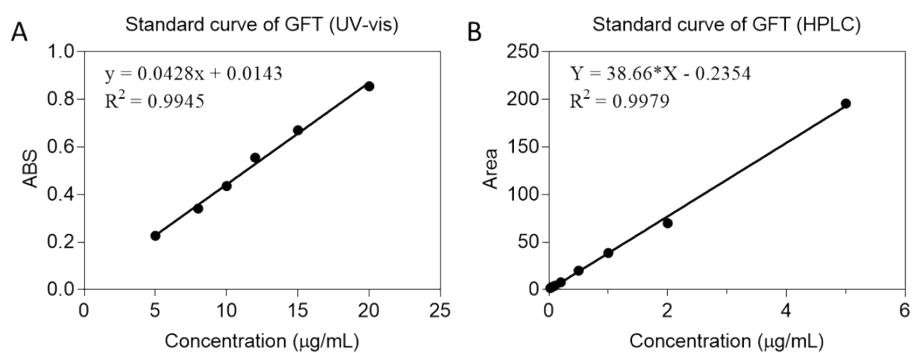 A
Standard curve of GFT (UV-vis)
y = 0.0428x + 0.0143
R² = 0.9945
ABS
1.0
0.8
0.6
0.4
0.2
0.0
0 5 10 15 20 25
Concentration (μg/mL)
B
Standard curve of GFT (HPLC)
Y = 38.66*X - 0.2354
R² = 0.9979
Area
250
200
150
100
50
0
0 2 4 6
Concentration (μg/mL)